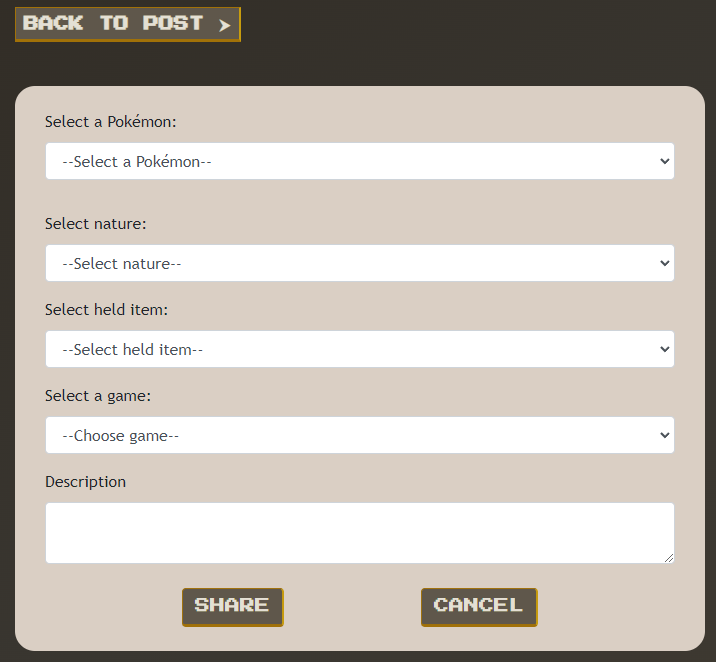 BACK TO POST >
Select a Pokémon:
--Select a Pokémon--
Select nature:
--Select nature--
Select held item:
--Select held item--
Select a game:
--Choose game--
Description
SHARE CANCEL